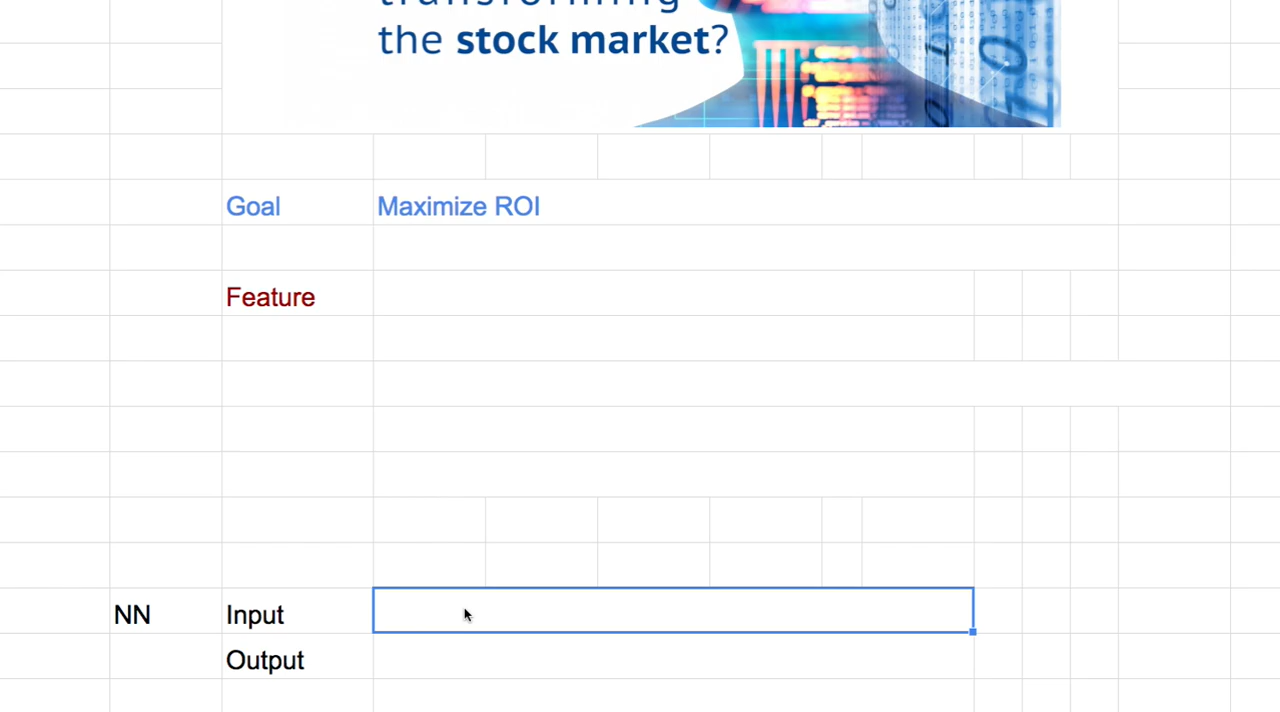 the stock market?
Goal Maximize ROI
Feature
NN Input
Output